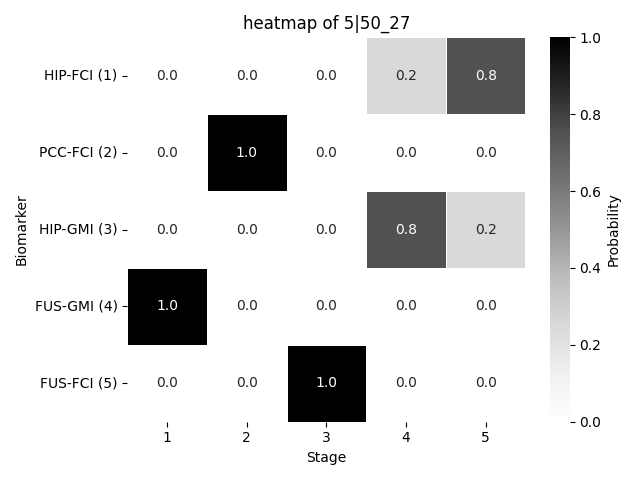 heatmap of 5|50_27
HIP-FCI (1) 0.0 0.0 0.0 0.2 0.8
PCC-FCI (2) 0.0 1.0 0.0 0.0 0.0
HIP-GMI (3) 0.0 0.0 0.0 0.8 0.2
FUS-GMI (4) 1.0 0.0 0.0 0.0 0.0
FUS-FCI (5) 0.0 0.0 1.0 0.0 0.0
1 2 3 4 5
Stage
Biomarker
1.0
0.8
0.6
0.4
0.2
0.0
Probability